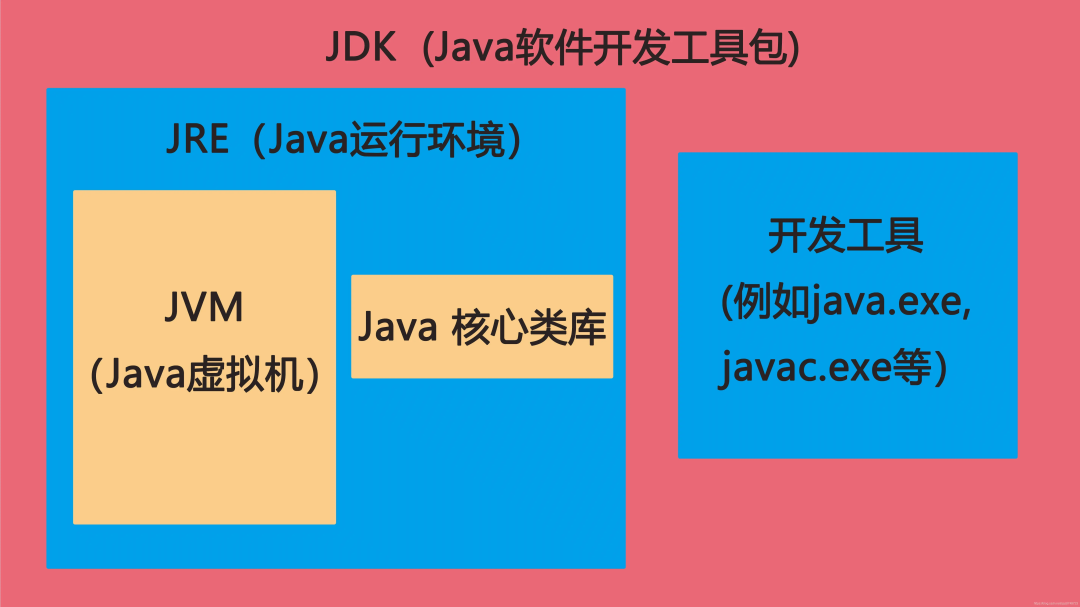 JDK (Java软件开发工具包)
JRE（Java运行环境）
JVM
（Java虚拟机）
Java 核心类库
开发工具
(例如java.exe,
javac.exe等）